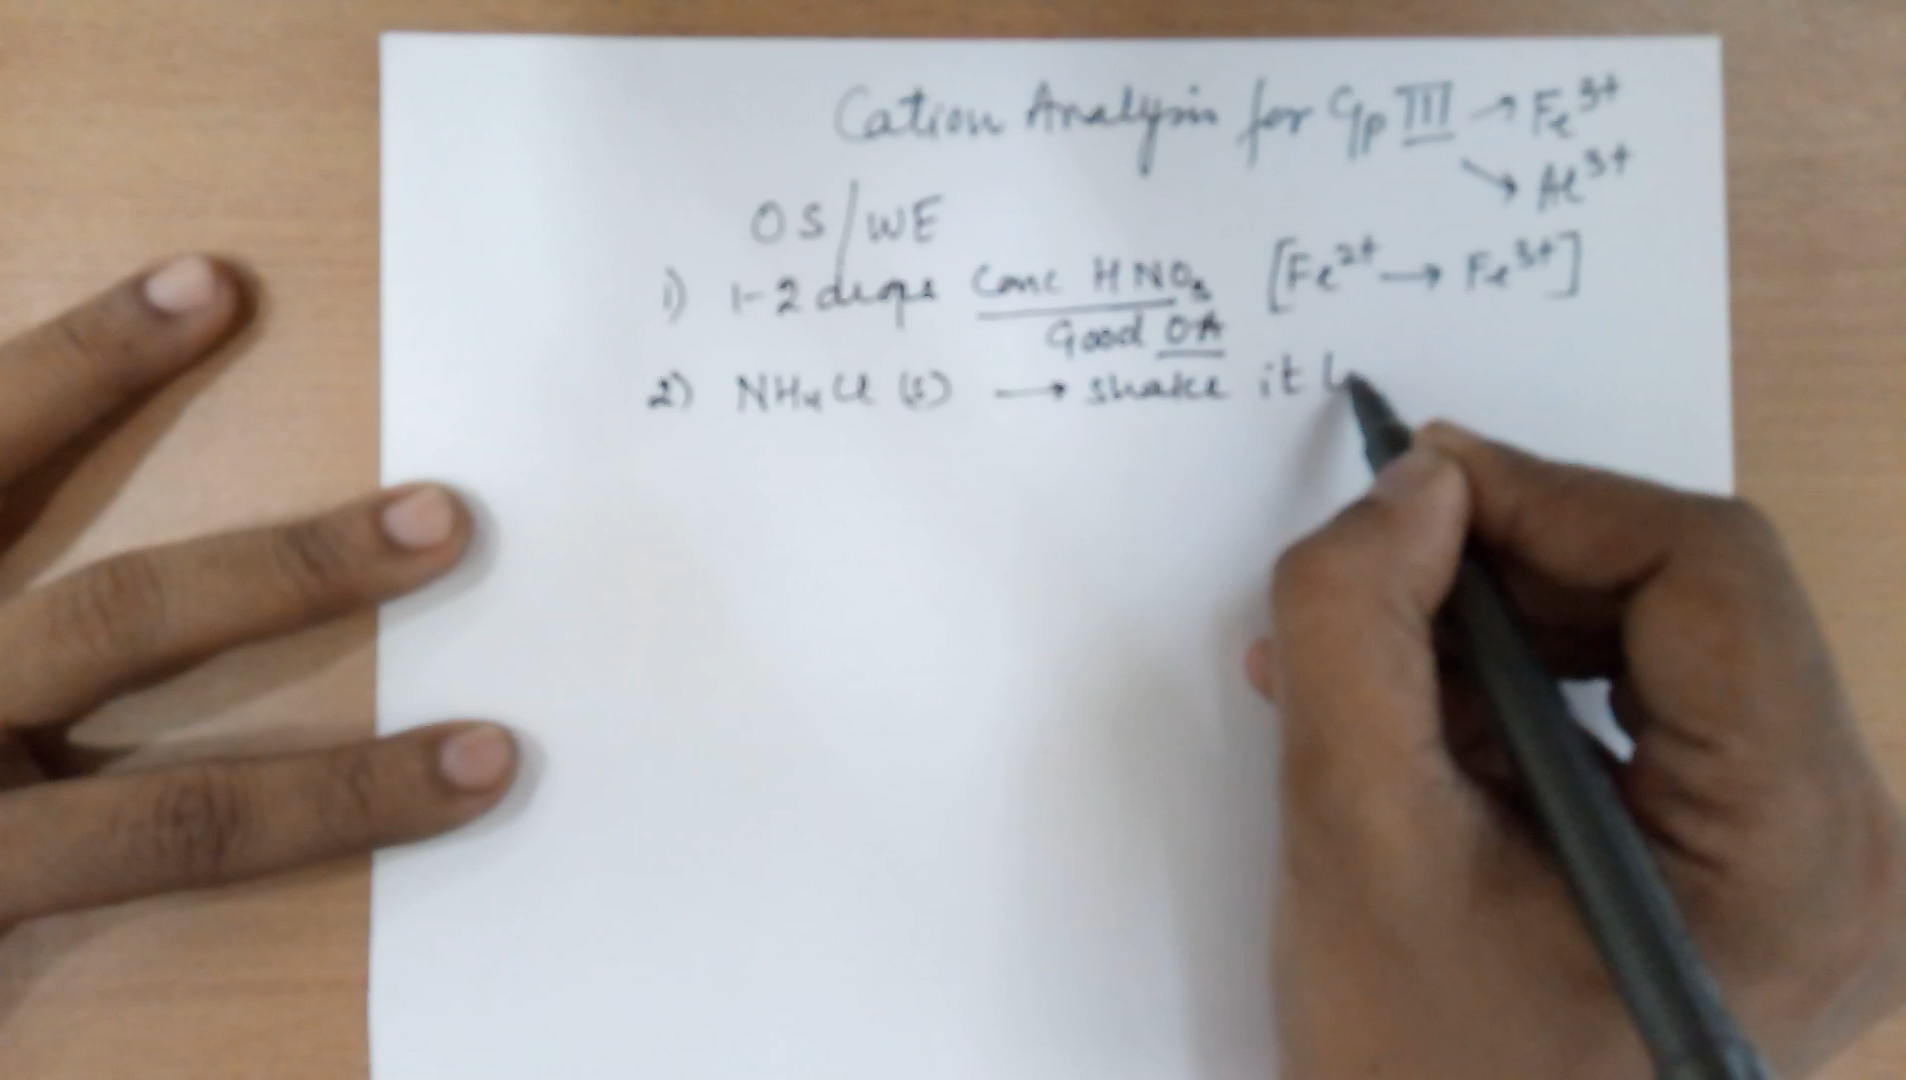 Cation Analysis for Gp III → Fe³⁺
↘ Al³⁺
OS/WE
1) 1-2 drops Conc HNO₃ [Fe²⁺ → Fe³⁺]
Good OA
2) NH₄Cl (s) → shake it